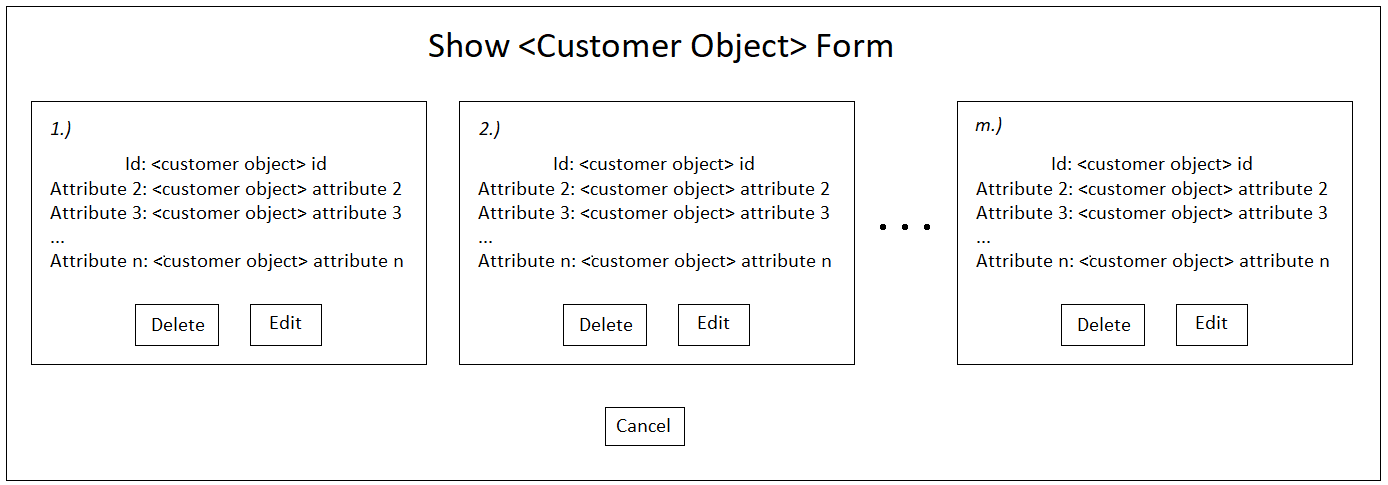 Show <Customer Object> Form
1.)
Id: <customer object> id
Attribute 2: <customer object> attribute 2
Attribute 3: <customer object> attribute 3
...
Attribute n: <customer object> attribute n
Delete
Edit
2.)
Id: <customer object> id
Attribute 2: <customer object> attribute 2
Attribute 3: <customer object> attribute 3
...
Attribute n: <customer object> attribute n
Delete
Edit
. . .
m.)
Id: <customer object> id
Attribute 2: <customer object> attribute 2
Attribute 3: <customer object> attribute 3
...
Attribute n: <customer object> attribute n
Delete
Edit
Cancel